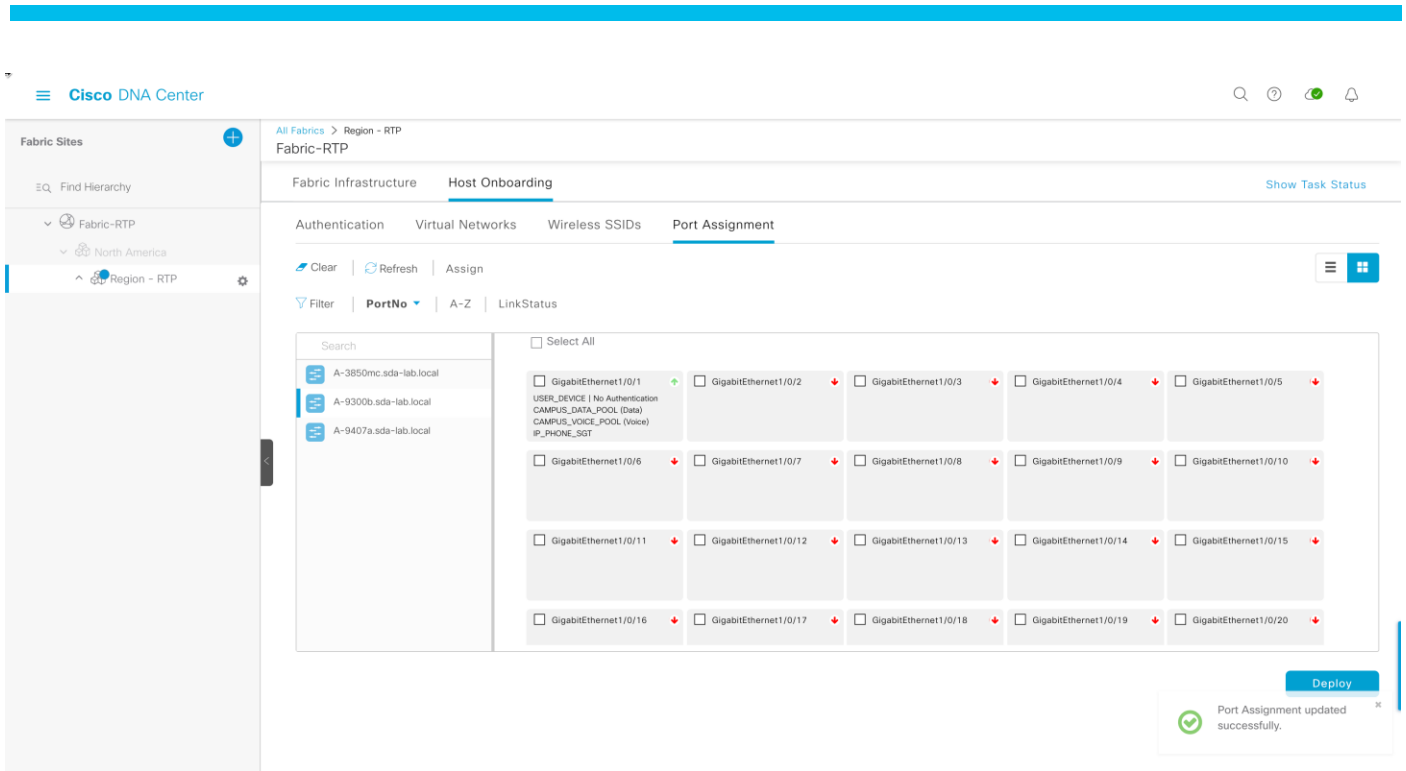 Cisco DNA Center
Fabric Sites
Find Hierarchy
Fabric-RTP
North America
Region - RTP
All Fabrics > Region - RTP
Fabric-RTP
Fabric Infrastructure Host Onboarding Show Task Status
Authentication Virtual Networks Wireless SSIDs Port Assignment
Clear | Refresh | Assign
Filter | PortNo | A-Z | LinkStatus
Search
A-3850mc.sda-lab.local
A-9300b.sda-lab.local
A-9407a.sda-lab.local
Select All
GigabitEthernet1/0/1 GigabitEthernet1/0/2 GigabitEthernet1/0/3 GigabitEthernet1/0/4 GigabitEthernet1/0/5
USER_DEVICE | No Authentication
CAMPUS_DATA_POOL (Data)
CAMPUS_VOICE_POOL (Voice)
IP_PHONE_SGT
GigabitEthernet1/0/6 GigabitEthernet1/0/7 GigabitEthernet1/0/8 GigabitEthernet1/0/9 GigabitEthernet1/0/10
GigabitEthernet1/0/11 GigabitEthernet1/0/12 GigabitEthernet1/0/13 GigabitEthernet1/0/14 GigabitEthernet1/0/15
GigabitEthernet1/0/16 GigabitEthernet1/0/17 GigabitEthernet1/0/18 GigabitEthernet1/0/19 GigabitEthernet1/0/20
Deploy
Port Assignment updated
successfully.